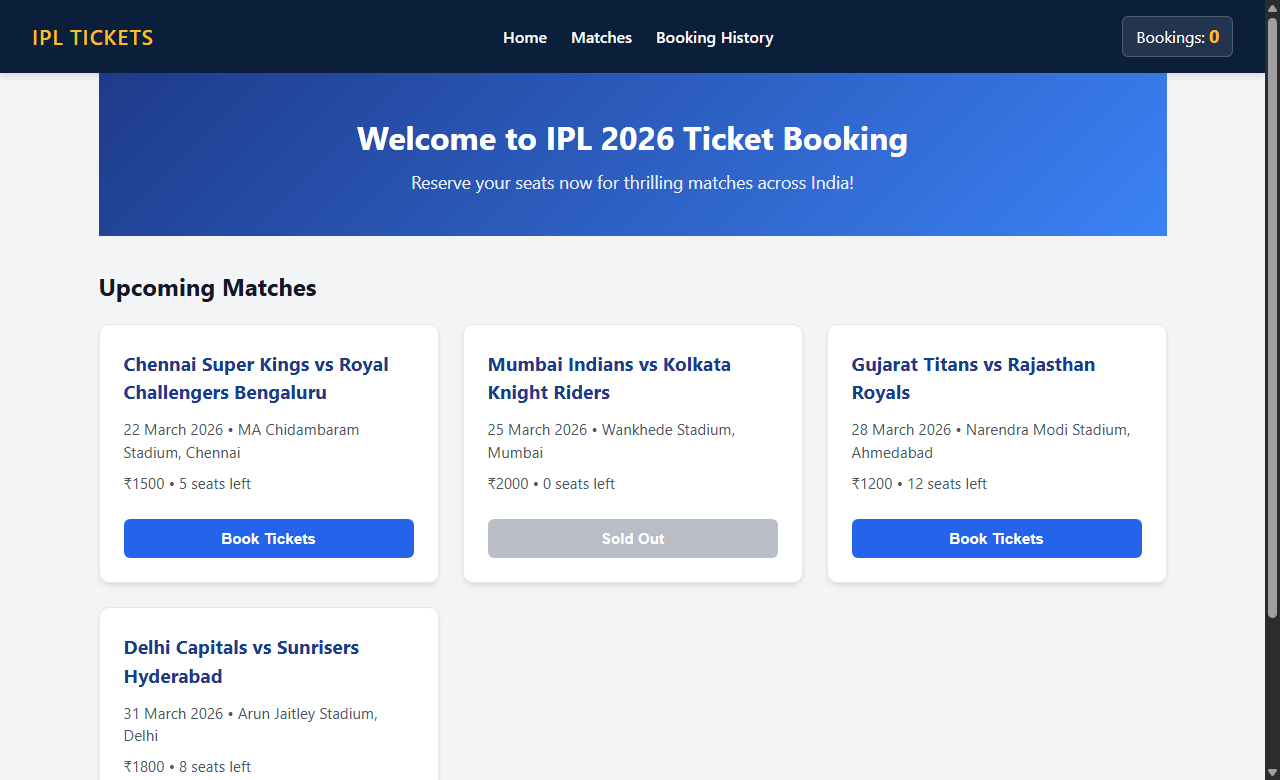 IPL TICKETS
Home
Matches
Booking History
Bookings: 0
Welcome to IPL 2026 Ticket Booking
Reserve your seats now for thrilling matches across India!
Upcoming Matches
Chennai Super Kings vs Royal
Challengers Bengaluru
22 March 2026 • MA Chidambaram
Stadium, Chennai
₹1500 • 5 seats left
Book Tickets
Mumbai Indians vs Kolkata
Knight Riders
25 March 2026 • Wankhede Stadium,
Mumbai
₹2000 • 0 seats left
Sold Out
Gujarat Titans vs Rajasthan
Royals
28 March 2026 • Narendra Modi Stadium,
Ahmedabad
₹1200 • 12 seats left
Book Tickets
Delhi Capitals vs Sunrisers
Hyderabad
31 March 2026 • Arun Jaitley Stadium,
Delhi
₹1800 • 8 seats left